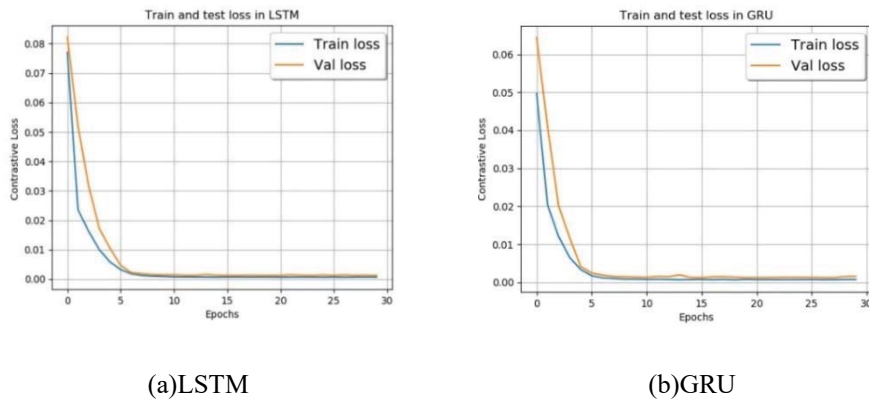 Train and test loss in LSTM
Train loss
Val loss
0.08
0.07
0.06
0.05
0.04
0.03
0.02
0.01
0.00
Contrastive Loss
0 5 10 15 20 25 30
Epochs
(a)LSTM
Train and test loss in GRU
Train loss
Val loss
0.06
0.05
0.04
0.03
0.02
0.01
0.00
Contrastive Loss
0 5 10 15 20 25 30
Epochs
(b)GRU